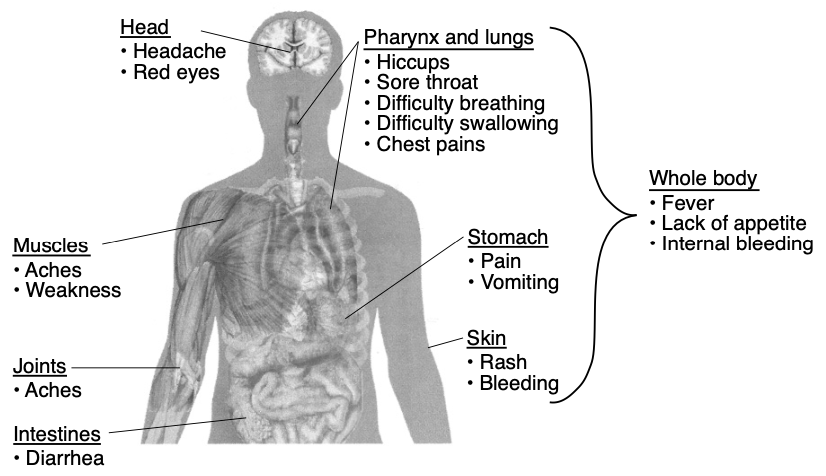 Head
• Headache
• Red eyes
Pharynx and lungs
• Hiccups
• Sore throat
• Difficulty breathing
• Difficulty swallowing
• Chest pains
Whole body
• Fever
• Lack of appetite
• Internal bleeding
Muscles
• Aches
• Weakness
Stomach
• Pain
• Vomiting
Skin
• Rash
• Bleeding
Joints
• Aches
Intestines
• Diarrhea